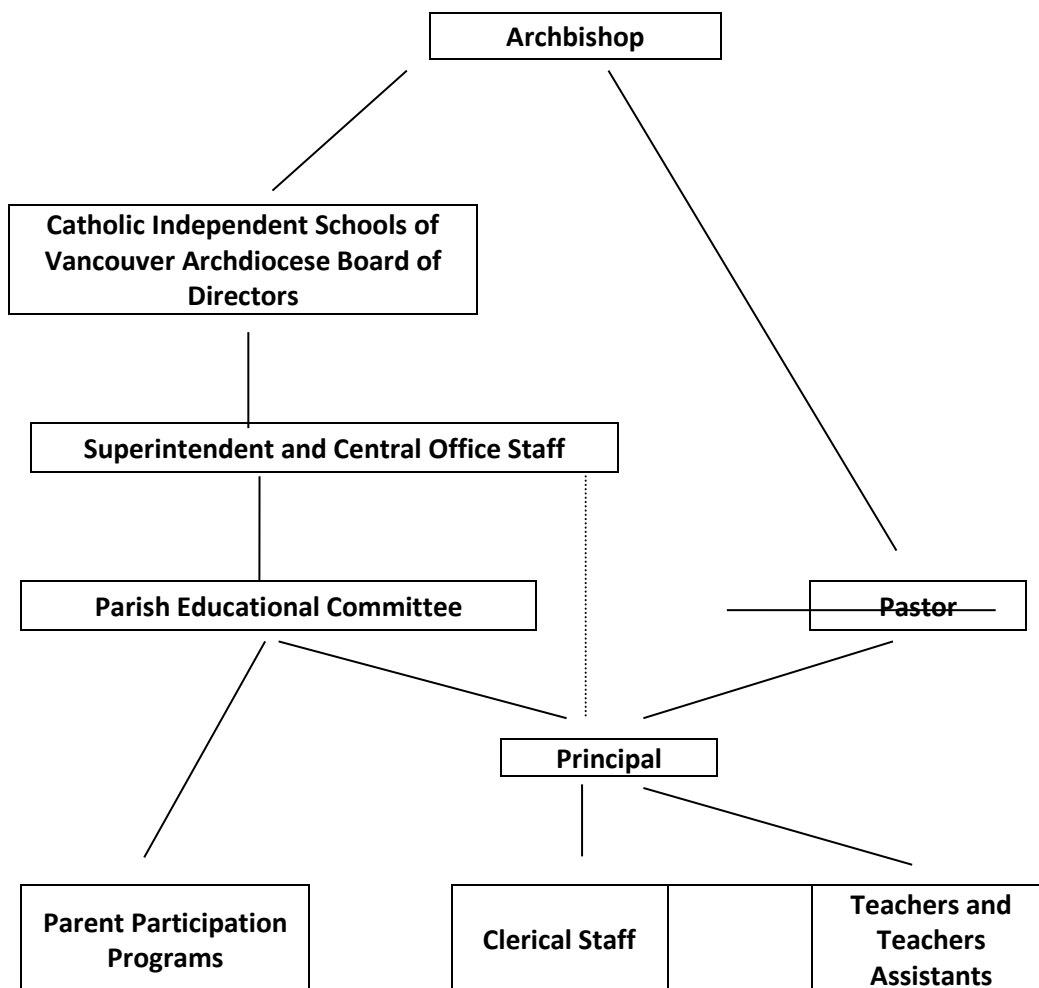 Archbishop
Catholic Independent Schools of
Vancouver Archdiocese Board of
Directors
Superintendent and Central Office Staff
Parish Educational Committee
Pastor
Principal
Parent Participation
Programs
Clerical Staff
Teachers and
Teachers
Assistants